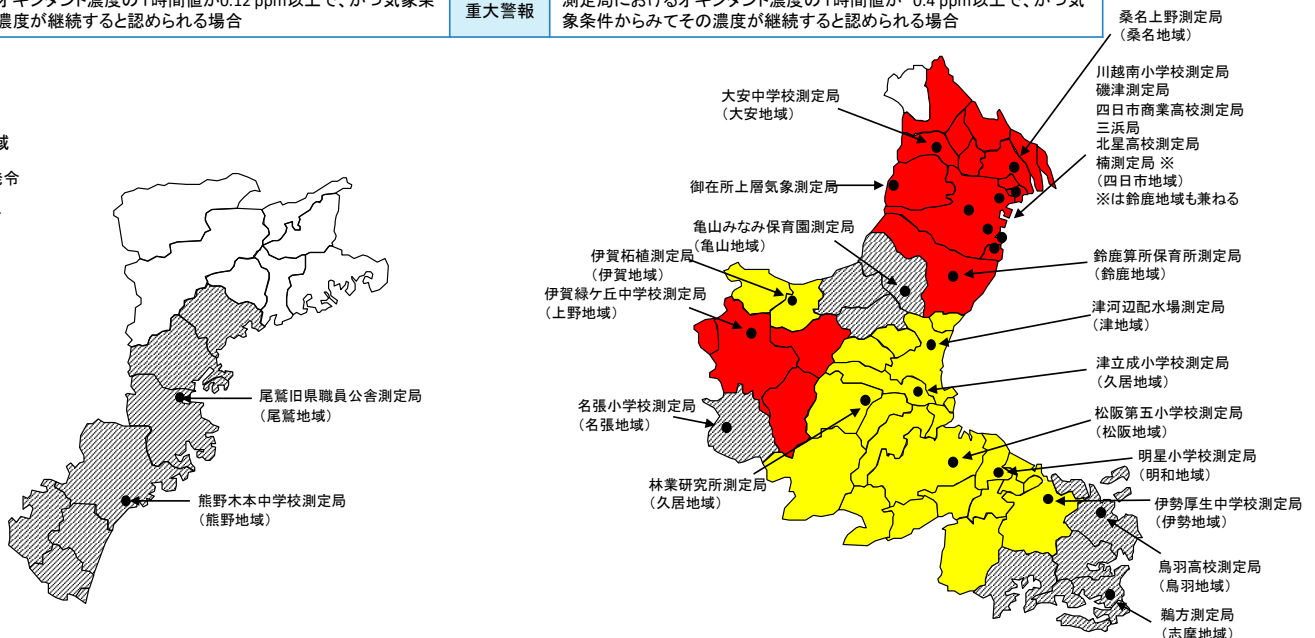 オキシダント濃度の1時間値が0.12 ppm以上で、かつ気象条
濃度が継続すると認められる場合
重大警報
測定局におけるオキシダント濃度の1時間値が 0.4 ppm以上で、かつ気
象条件からみてその濃度が継続すると認められる場合
域
令
桑名上野測定局
(桑名地域)
川越南小学校測定局
磯津測定局
四日市商業高校測定局
三浜局
北星高校測定局
楠測定局 ※
(四日市地域)
※は鈴鹿地域も兼ねる
大安中学校測定局
(大安地域)
御在所上層気象測定局
亀山みなみ保育園測定局
(亀山地域)
伊賀柘植測定局
(伊賀地域)
伊賀緑ケ丘中学校測定局
(上野地域)
鈴鹿算所保育所測定局
(鈴鹿地域)
津河辺配水場測定局
(津地域)
津立成小学校測定局
(久居地域)
名張小学校測定局
(名張地域)
松阪第五小学校測定局
(松阪地域)
明星小学校測定局
(明和地域)
林業研究所測定局
(久居地域)
伊勢厚生中学校測定局
(伊勢地域)
鳥羽高校測定局
(鳥羽地域)
鵜方測定局
(志摩地域)
尾鷲旧県職員公舎測定局
(尾鷲地域)
熊野木本中学校測定局
(熊野地域)